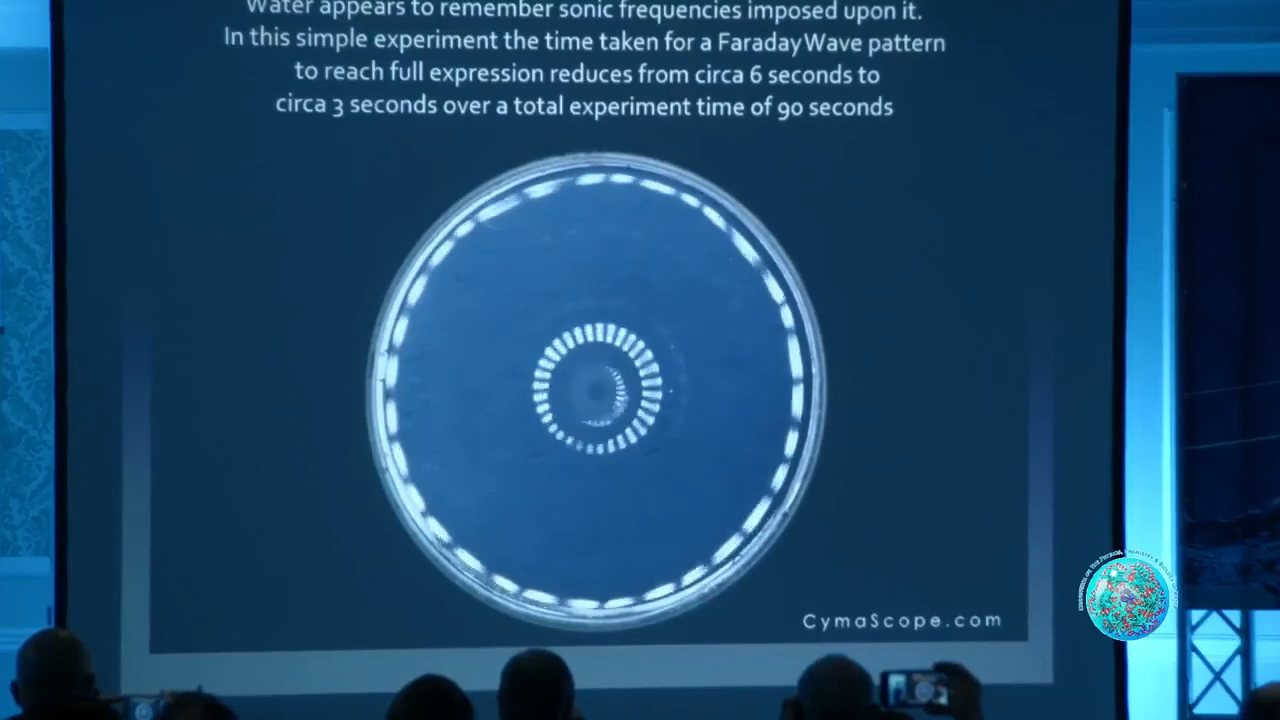 Water appears to remember sonic frequencies imposed upon it.
In this simple experiment the time taken for a Faraday Wave pattern
to reach full expression reduces from circa 6 seconds to
circa 3 seconds over a total experiment time of 90 seconds
CymaScope.com